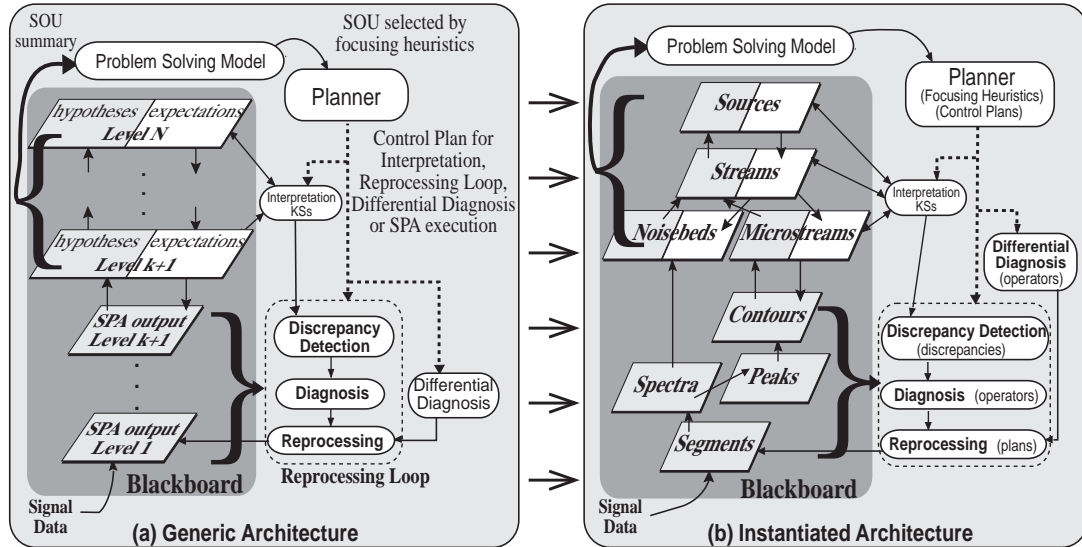 SOU
summary
SOU selected by
focusing heuristics
Problem Solving Model
Planner
hypotheses expectations
Level N
Control Plan for
Interpretation,
Reprocessing Loop,
Differential Diagnosis
or SPA execution
Interpretation
KSs
hypotheses expectations
Level k+1
SPA output
Level k+1
Discrepancy
Detection
Diagnosis
Differential
Diagnosis
SPA output
Level 1
Reprocessing
Reprocessing Loop
Blackboard
Signal
Data
(a) Generic Architecture
Problem Solving Model
Planner
(Focusing Heuristics)
(Control Plans)
Sources
Streams
Interpretation
KSs
Noisebeds
Microstreams
Differential
Diagnosis
(operators)
Contours
Discrepancy Detection
(discrepancies)
Spectra
Peaks
Diagnosis (operators)
Segments
Reprocessing (plans)
Blackboard
Signal
Data
(b) Instantiated Architecture